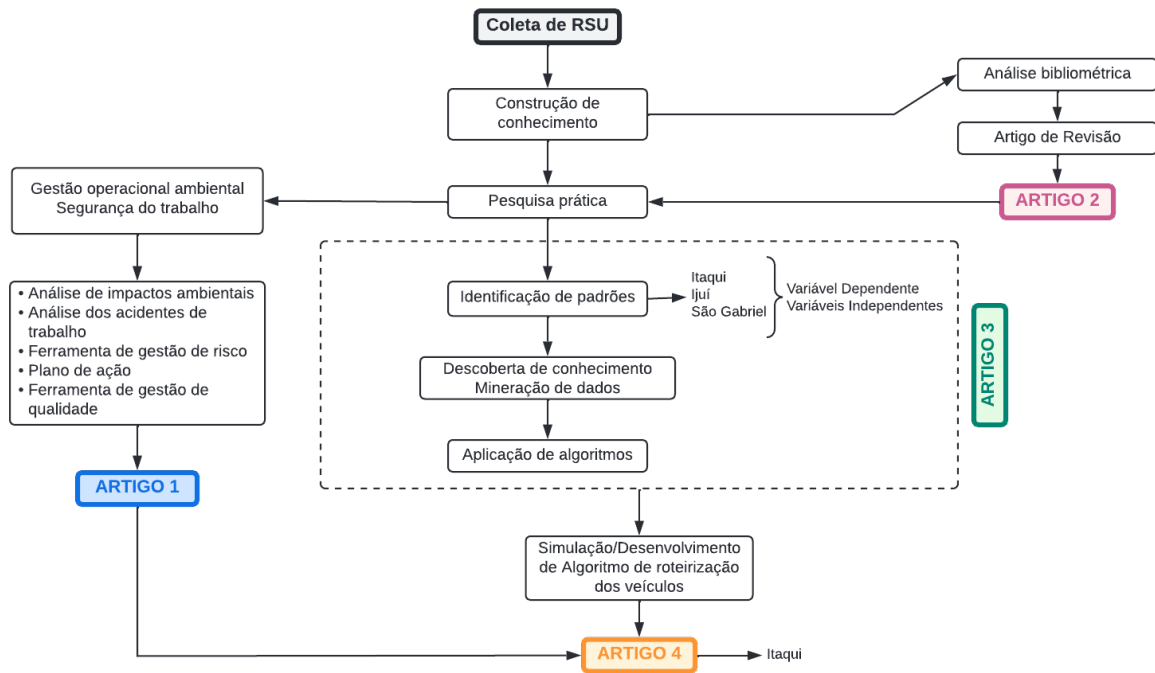 Coleta de RSU
Construção de
conhecimento
Análise bibliométrica
Artigo de Revisão
ARTIGO 2
Pesquisa prática
Gestão operacional ambiental
Segurança do trabalho
• Análise de impactos ambientais
• Análise dos acidentes de
trabalho
• Ferramenta de gestão de risco
• Plano de ação
• Ferramenta de gestão de
qualidade
ARTIGO 1
Identificação de padrões
Itaqui
Ijuí
São Gabriel
Variável Dependente
Variáveis Independentes
Descoberta de conhecimento
Mineração de dados
Aplicação de algoritmos
ARTIGO 3
Simulação/Desenvolvimento
de Algoritmo de roteirização
dos veículos
ARTIGO 4
Itaqui